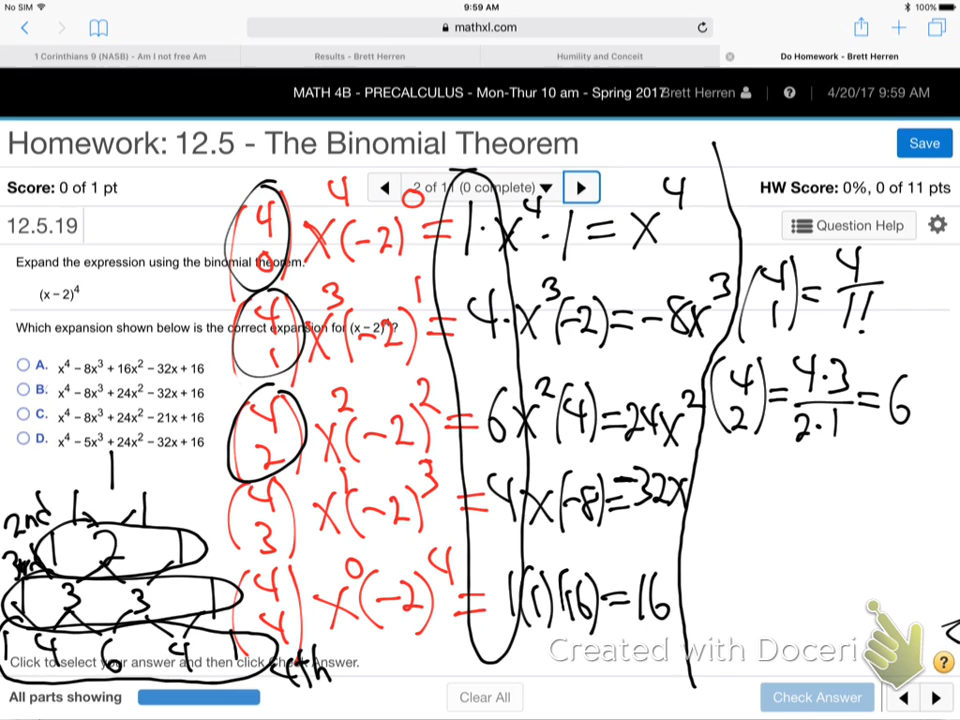 No SIM 9:59 AM 100%
mathxl.com
1 Corinthians 9 (NASB) - Am I not free Am Results - Brett Herren Humility and Conceit Do Homework - Brett Herren
MATH 4B - PRECALCULUS - Mon-Thur 10 am - Spring 2017 Brett Herren 4/20/17 9:59 AM
Homework: 12.5 - The Binomial Theorem Save
Score: 0 of 1 pt 2 of 11 (0 complete) HW Score: 0%, 0 of 11 pts
12.5.19 Question Help
Expand the expression using the binomial theorem.
(x − 2)⁴
Which expansion shown below is the correct expansion for (x − 2)⁴?
A. x⁴ − 8x³ + 16x² − 32x + 16
B. x⁴ − 8x³ + 24x² − 32x + 16
C. x⁴ − 8x³ + 24x² − 21x + 16
D. x⁴ − 5x³ + 24x² − 32x + 16
(4 0) x⁴(−2)⁰ = 1·x⁴·1 = x⁴
(4 1) x³(−2)¹ = 4·x³(−2) = −8x³
(4 2) x²(−2)² = 6x²(4) = 24x²
(4 3) x¹(−2)³ = 4x(−8) = −32x
(4 4) x⁰(−2)⁴ = 1(1)(16) = 16
(4 1) = 4/1!
(4 2) = 4·3/2·1 = 6
1
2nd 1 1
3rd 1 2 1
1 3 3 1
1 4 6 4 1 4th
Click to select your answer and then click Check Answer.
All parts showing Clear All Check Answer
Created with Doceri